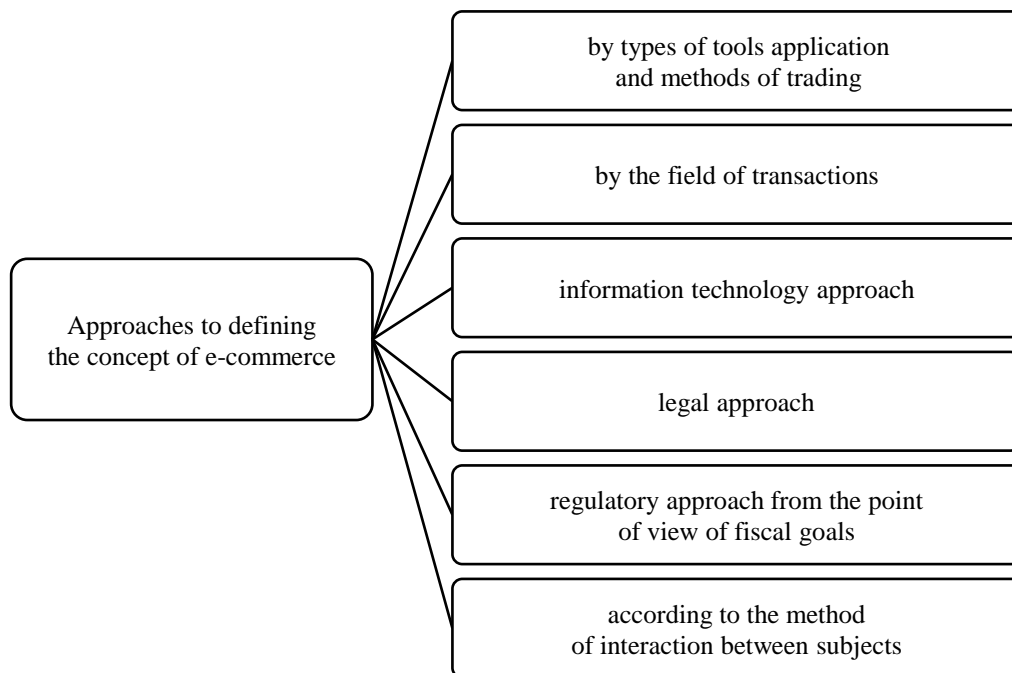 Approaches to defining
the concept of e-commerce
by types of tools application
and methods of trading
by the field of transactions
information technology approach
legal approach
regulatory approach from the point
of view of fiscal goals
according to the method
of interaction between subjects